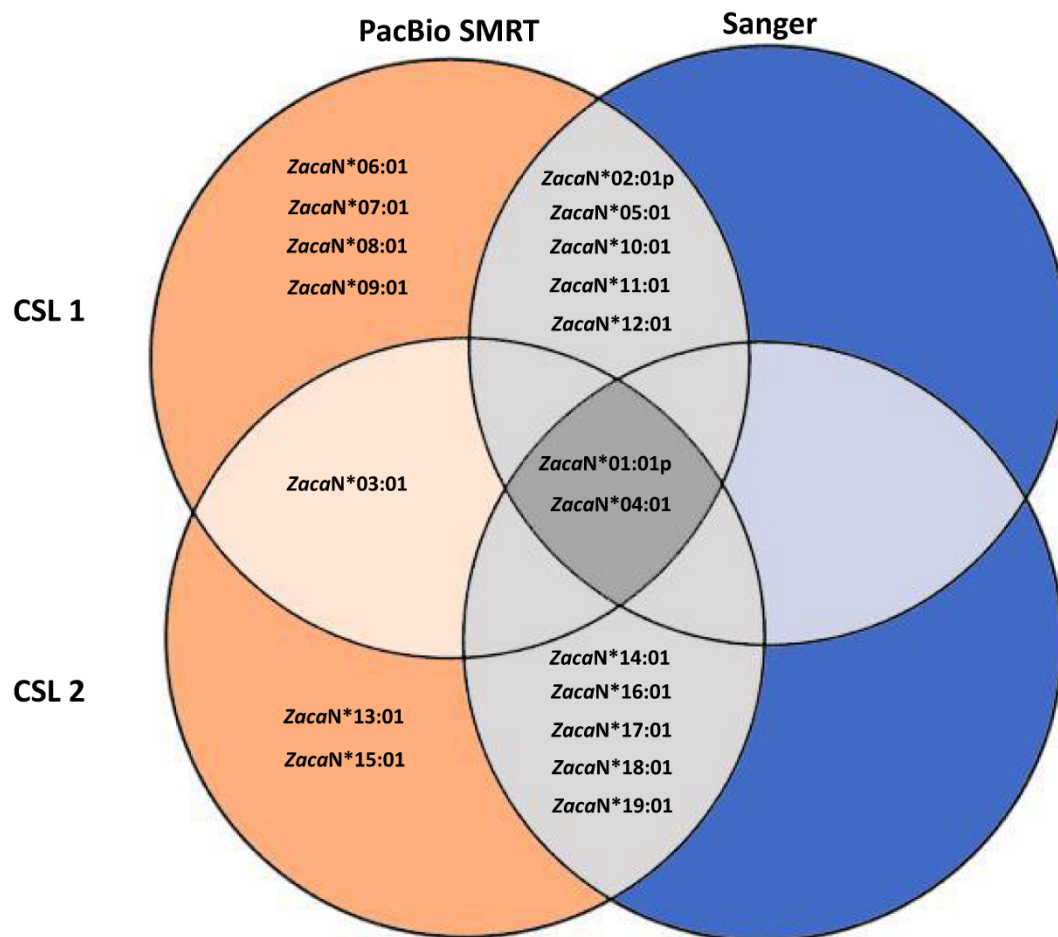 PacBio SMRT
Sanger
CSL 1
ZacaN*06:01
ZacaN*07:01
ZacaN*08:01
ZacaN*09:01
ZacaN*02:01p
ZacaN*05:01
ZacaN*10:01
ZacaN*11:01
ZacaN*12:01
ZacaN*03:01
ZacaN*01:01p
ZacaN*04:01
CSL 2
ZacaN*13:01
ZacaN*15:01
ZacaN*14:01
ZacaN*16:01
ZacaN*17:01
ZacaN*18:01
ZacaN*19:01